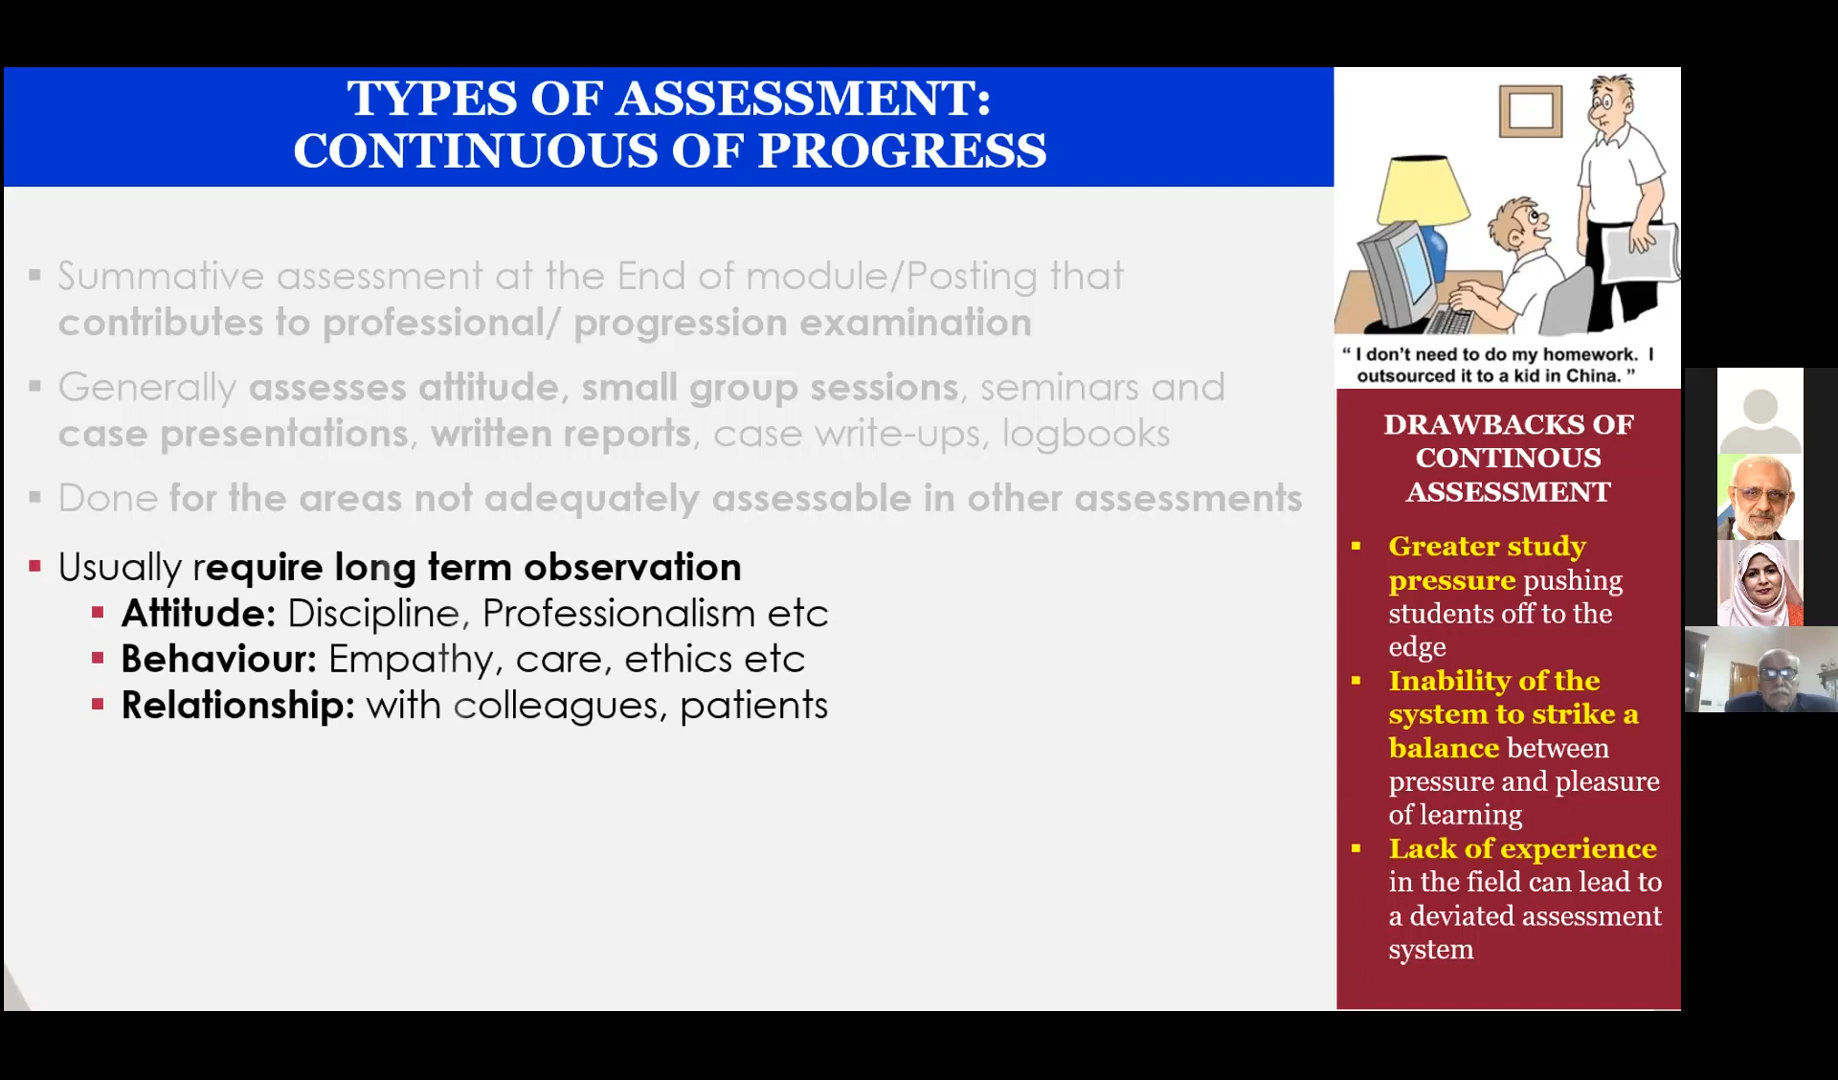 TYPES OF ASSESSMENT:
CONTINUOUS OF PROGRESS
▪ Summative assessment at the End of module/Posting that
contributes to professional/ progression examination
▪ Generally assesses attitude, small group sessions, seminars and
case presentations, written reports, case write-ups, logbooks
▪ Done for the areas not adequately assessable in other assessments
▪ Usually require long term observation
▪ Attitude: Discipline, Professionalism etc
▪ Behaviour: Empathy, care, ethics etc
▪ Relationship: with colleagues, patients
“ I don’t need to do my homework. I
outsourced it to a kid in China. ”
DRAWBACKS OF
CONTINOUS
ASSESSMENT
▪ Greater study
pressure pushing
students off to the
edge
▪ Inability of the
system to strike a
balance between
pressure and pleasure
of learning
▪ Lack of experience
in the field can lead to
a deviated assessment
system